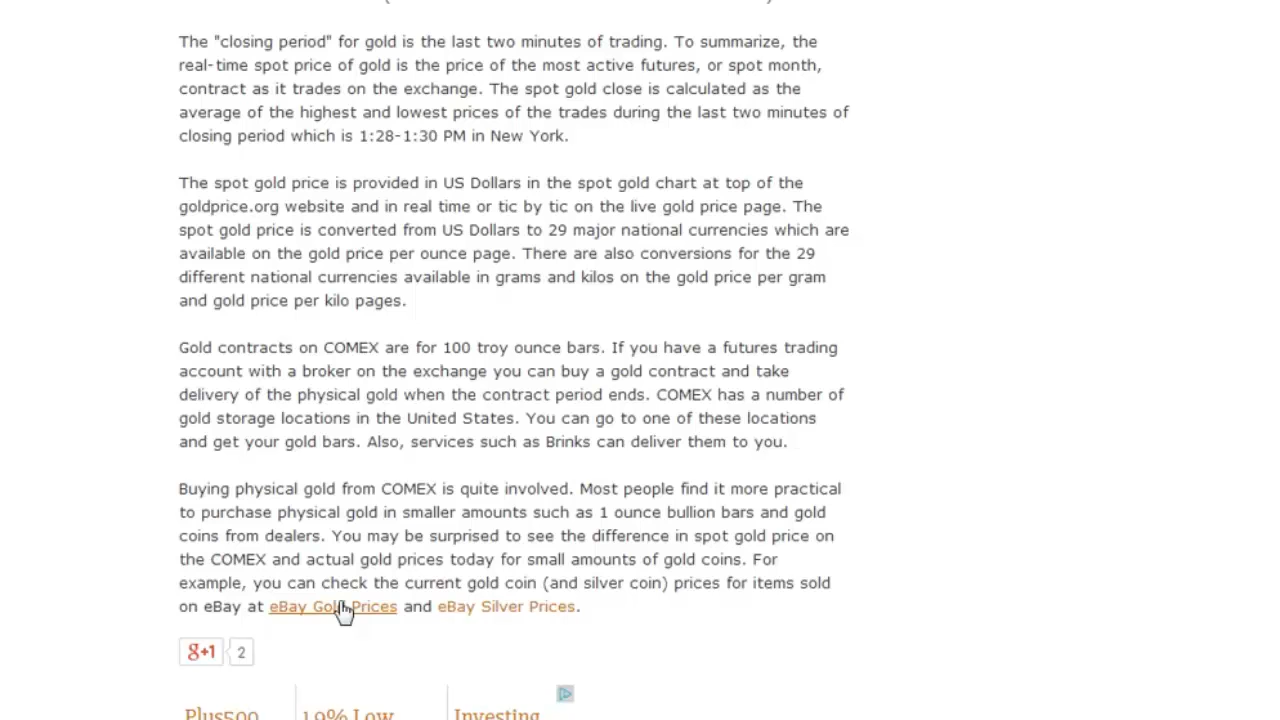 The "closing period" for gold is the last two minutes of trading. To summarize, the
real-time spot price of gold is the price of the most active futures, or spot month,
contract as it trades on the exchange. The spot gold close is calculated as the
average of the highest and lowest prices of the trades during the last two minutes of
closing period which is 1:28-1:30 PM in New York.
The spot gold price is provided in US Dollars in the spot gold chart at top of the
goldprice.org website and in real time or tic by tic on the live gold price page. The
spot gold price is converted from US Dollars to 29 major national currencies which are
available on the gold price per ounce page. There are also conversions for the 29
different national currencies available in grams and kilos on the gold price per gram
and gold price per kilo pages.
Gold contracts on COMEX are for 100 troy ounce bars. If you have a futures trading
account with a broker on the exchange you can buy a gold contract and take
delivery of the physical gold when the contract period ends. COMEX has a number of
gold storage locations in the United States. You can go to one of these locations
and get your gold bars. Also, services such as Brinks can deliver them to you.
Buying physical gold from COMEX is quite involved. Most people find it more practical
to purchase physical gold in smaller amounts such as 1 ounce bullion bars and gold
coins from dealers. You may be surprised to see the difference in spot gold price on
the COMEX and actual gold prices today for small amounts of gold coins. For
example, you can check the current gold coin (and silver coin) prices for items sold
on eBay at eBay Gold Prices and eBay Silver Prices.
g+1 2
Plus500 1.9% Low Investing